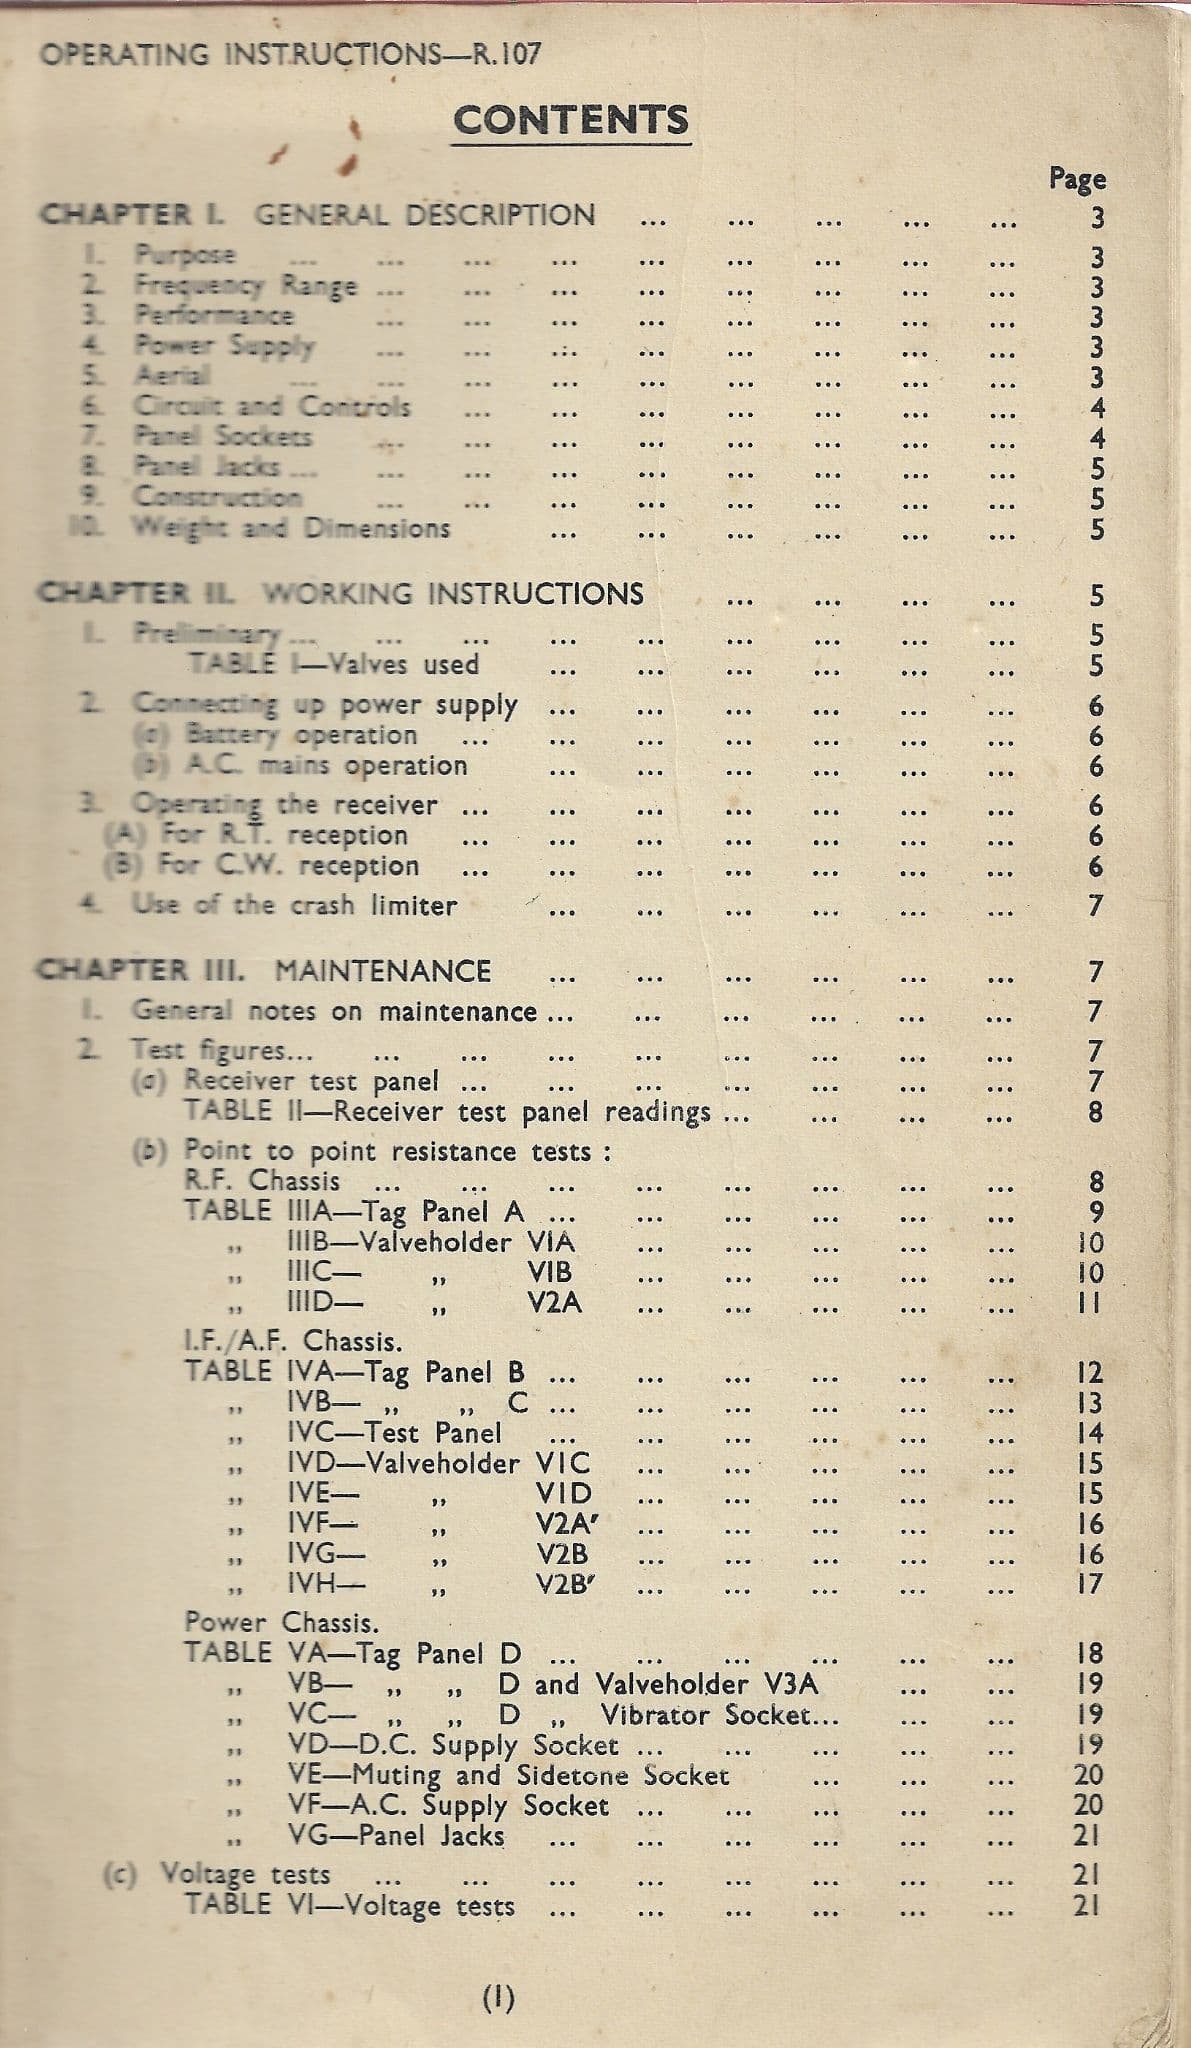 OPERATING INSTRUCTIONS—R.107
CONTENTS
Page
CHAPTER I. GENERAL DESCRIPTION ... ... ... ... ... 3
1. Purpose ... ... ... ... ... ... ... ... ... 3
2. Frequency Range ... ... ... ... ... ... ... ... 3
3. Performance ... ... ... ... ... ... ... ... 3
4. Power Supply ... ... ... ... ... ... ... ... 3
5. Aerial ... ... ... ... ... ... ... ... ... 3
6. Circuit and Controls ... ... ... ... ... ... ... 4
7. Panel Sockets ... ... ... ... ... ... ... ... 4
8. Panel Jacks ... ... ... ... ... ... ... ... ... 5
9. Construction ... ... ... ... ... ... ... ... 5
10. Weight and Dimensions ... ... ... ... ... ... 5
CHAPTER II. WORKING INSTRUCTIONS ... ... ... ... 5
1. Preliminary ... ... ... ... ... ... ... ... ... 5
TABLE I—Valves used ... ... ... ... ... ... 5
2. Connecting up power supply ... ... ... ... ... ... 6
(a) Battery operation ... ... ... ... ... ... ... 6
(b) A.C. mains operation ... ... ... ... ... ... 6
3. Operating the receiver ... ... ... ... ... ... ... 6
(A) For R.T. reception ... ... ... ... ... ... ... 6
(B) For C.W. reception ... ... ... ... ... ... ... 6
4. Use of the crash limiter ... ... ... ... ... ... 7
CHAPTER III. MAINTENANCE ... ... ... ... ... ... 7
1. General notes on maintenance ... ... ... ... ... ... 7
2. Test figures... ... ... ... ... ... ... ... ... 7
(a) Receiver test panel ... ... ... ... ... ... ... 7
TABLE II—Receiver test panel readings ... ... ... ... 8
(b) Point to point resistance tests :
R.F. Chassis ... ... ... ... ... ... ... ... 8
TABLE IIIA—Tag Panel A ... ... ... ... ... ... 9
„ IIIB—Valveholder V1A ... ... ... ... ... 10
„ IIIC— „ V1B ... ... ... ... ... 10
„ IIID— „ V2A ... ... ... ... ... 11
I.F./A.F. Chassis.
TABLE IVA—Tag Panel B ... ... ... ... ... ... 12
„ IVB— „ „ C ... ... ... ... ... ... 13
„ IVC—Test Panel ... ... ... ... ... ... 14
„ IVD—Valveholder V1C ... ... ... ... ... 15
„ IVE— „ V1D ... ... ... ... ... 15
„ IVF— „ V2A′ ... ... ... ... ... 16
„ IVG— „ V2B ... ... ... ... ... 16
„ IVH— „ V2B′ ... ... ... ... ... 17
Power Chassis.
TABLE VA—Tag Panel D ... ... ... ... ... ... 18
„ VB— „ „ D and Valveholder V3A ... ... 19
„ VC— „ „ D „ Vibrator Socket... ... ... 19
„ VD—D.C. Supply Socket ... ... ... ... ... 19
„ VE—Muting and Sidetone Socket ... ... ... 20
„ VF—A.C. Supply Socket ... ... ... ... ... 20
„ VG—Panel Jacks ... ... ... ... ... ... 21
(c) Voltage tests ... ... ... ... ... ... ... ... 21
TABLE VI—Voltage tests ... ... ... ... ... ... 21
(1)